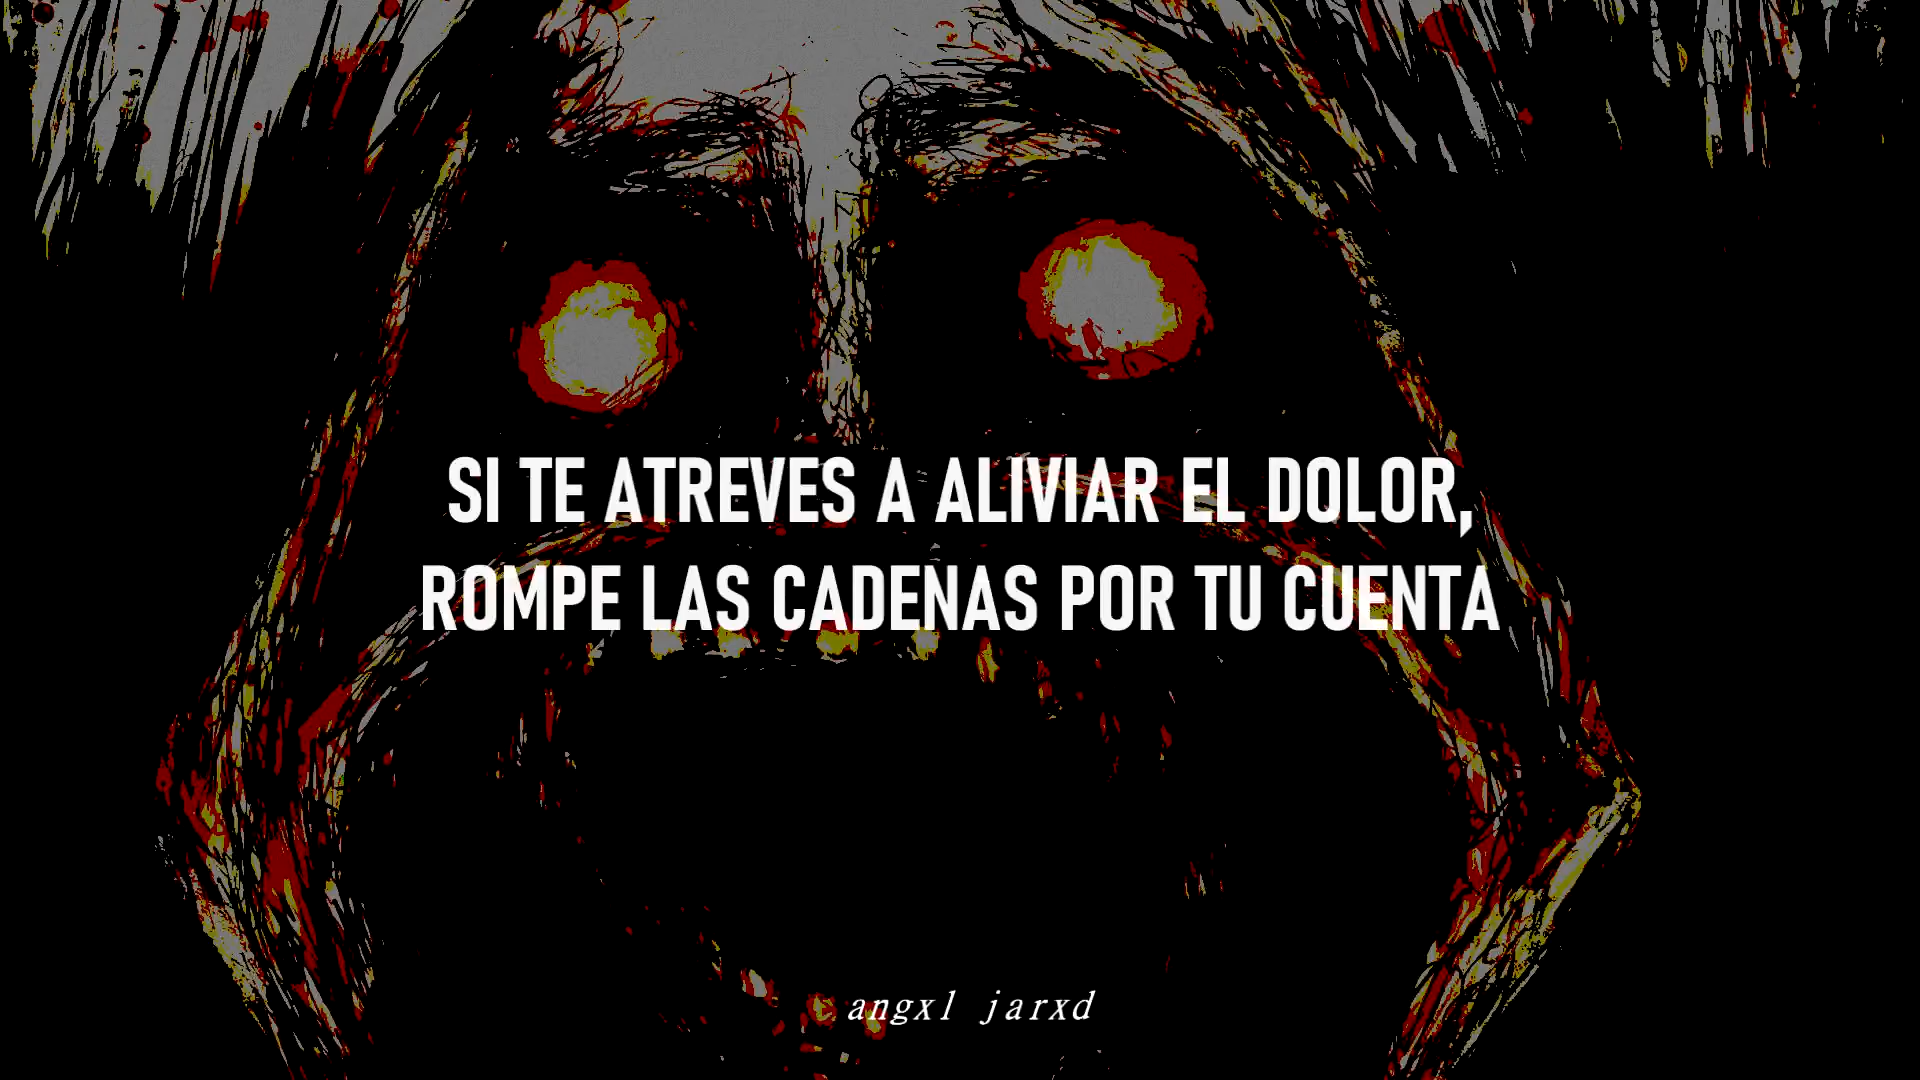 SI TE ATREVES A ALIVIAR EL DOLOR,
ROMPE LAS CADENAS POR TU CUENTA
angxl jarxd